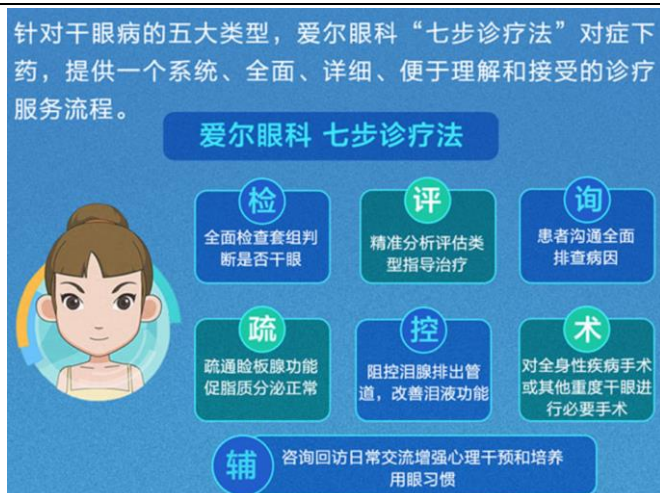 针对干眼病的五大类型，爱尔眼科“七步诊疗法”对症下
药，提供一个系统、全面、详细、便于理解和接受的诊疗
服务流程。
爱尔眼科 七步诊疗法
检
全面检查套组判
断是否干眼
评
精准分析评估类
型指导治疗
询
患者沟通全面
排查病因
疏
疏通睑板腺功能
促脂质分泌正常
控
阻控泪腺排出管
道，改善泪液功能
术
对全身性疾病手术
或其他重度干眼进
行必要手术
辅
咨询回访日常交流增强心理干预和培养
用眼习惯